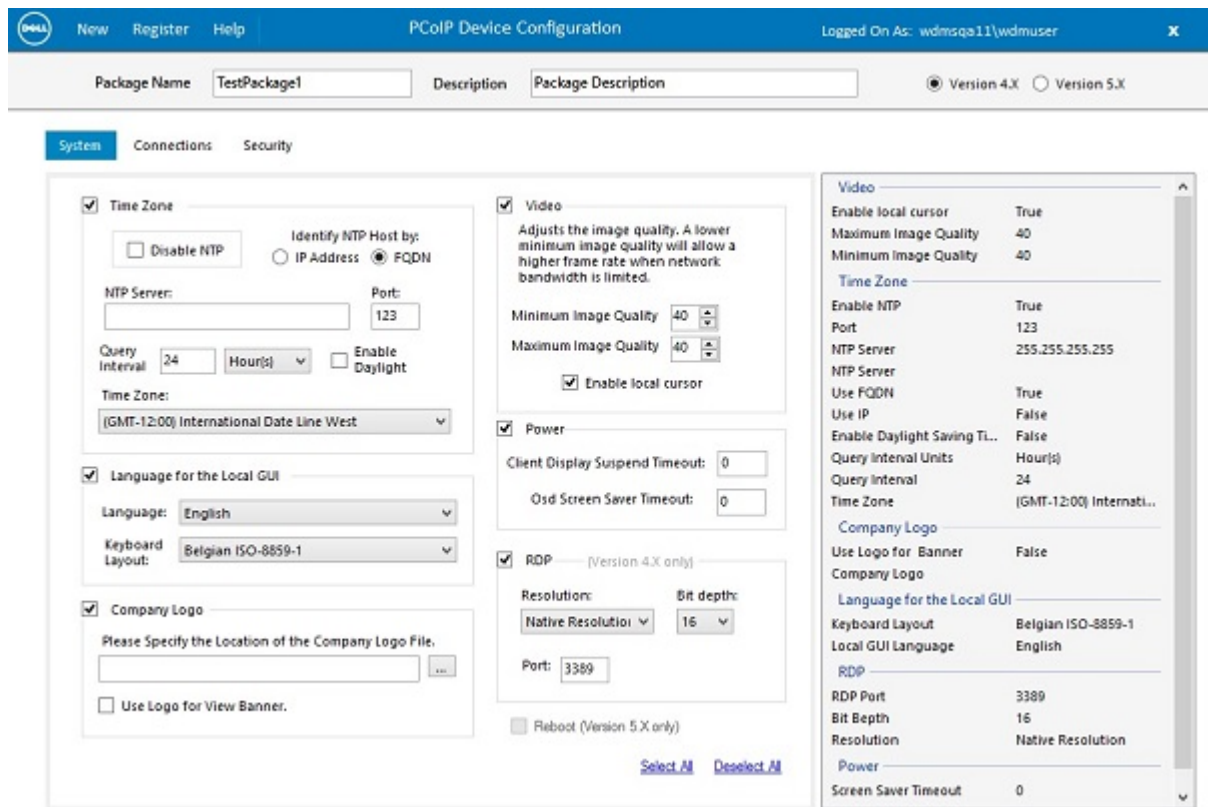 DELL New Register Help PCoIP Device Configuration Logged On As: wdmsqa11\wdmuser x
Package Name TestPackage1 Description Package Description Version 4.X Version 5.X
System Connections Security
Time Zone
Disable NTP
Identify NTP Host by:
IP Address FQDN
NTP Server: Port:
123
Query Interval 24 Hour(s) Enable Daylight
Time Zone:
(GMT-12:00) International Date Line West
Language for the Local GUI
Language: English
Keyboard Layout: Belgian ISO-8859-1
Company Logo
Please Specify the Location of the Company Logo File.
...
Use Logo for View Banner.
Video
Adjusts the image quality. A lower
minimum image quality will allow a
higher frame rate when network
bandwidth is limited.
Minimum Image Quality 40
Maximum Image Quality 40
Enable local cursor
Power
Client Display Suspend Timeout: 0
Osd Screen Saver Timeout: 0
RDP (Version 4.X only)
Resolution: Bit depth:
Native Resolution 16
Port: 3389
Reboot (Version 5.X only)
Select All Deselect All
Video
Enable local cursor True
Maximum Image Quality 40
Minimum Image Quality 40
Time Zone
Enable NTP True
Port 123
NTP Server 255.255.255.255
NTP Server
Use FQDN True
Use IP False
Enable Daylight Saving Ti... False
Query Interval Units Hour(s)
Query Interval 24
Time Zone (GMT-12:00) Internati...
Company Logo
Use Logo for Banner False
Company Logo
Language for the Local GUI
Keyboard Layout Belgian ISO-8859-1
Local GUI Language English
RDP
RDP Port 3389
Bit Bepth 16
Resolution Native Resolution
Power
Screen Saver Timeout 0